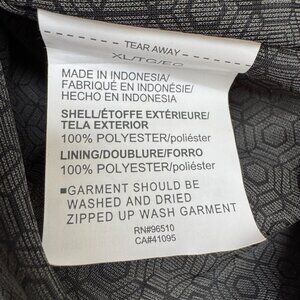 TEAR AWAY
XL/TG/EG
MADE IN INDONESIA/
FABRIQUÉ EN INDONÉSIE/
HECHO EN INDONESIA
SHELL/ÉTOFFE EXTÉRIEURE/
TELA EXTERIOR
100% POLYESTER/poliéster
LINING/DOUBLURE/FORRO
100% POLYESTER/poliéster
▪GARMENT SHOULD BE
WASHED AND DRIED
ZIPPED UP WASH GARMENT
RN#96510
CA#41095